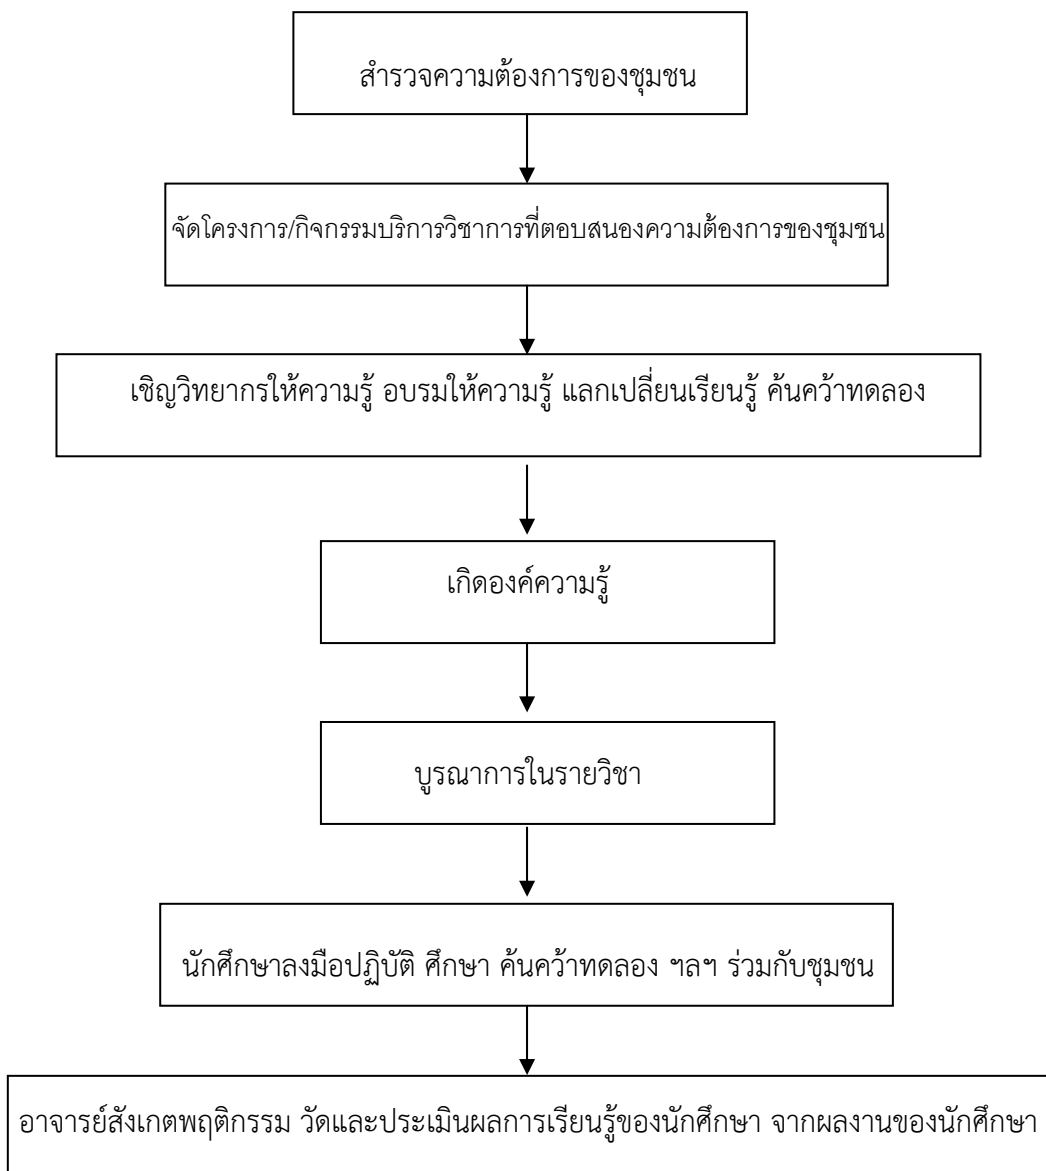 สำรวจความต้องการของชุมชน
จัดโครงการ/กิจกรรมบริการวิชาการที่ตอบสนองความต้องการของชุมชน
เชิญวิทยากรให้ความรู้ อบรมให้ความรู้ แลกเปลี่ยนเรียนรู้ ค้นคว้าทดลอง
เกิดองค์ความรู้
บูรณาการในรายวิชา
นักศึกษาลงมือปฏิบัติ ศึกษา ค้นคว้าทดลอง ฯลฯ ร่วมกับชุมชน
อาจารย์สังเกตพฤติกรรม วัดและประเมินผลการเรียนรู้ของนักศึกษา จากผลงานของนักศึกษา